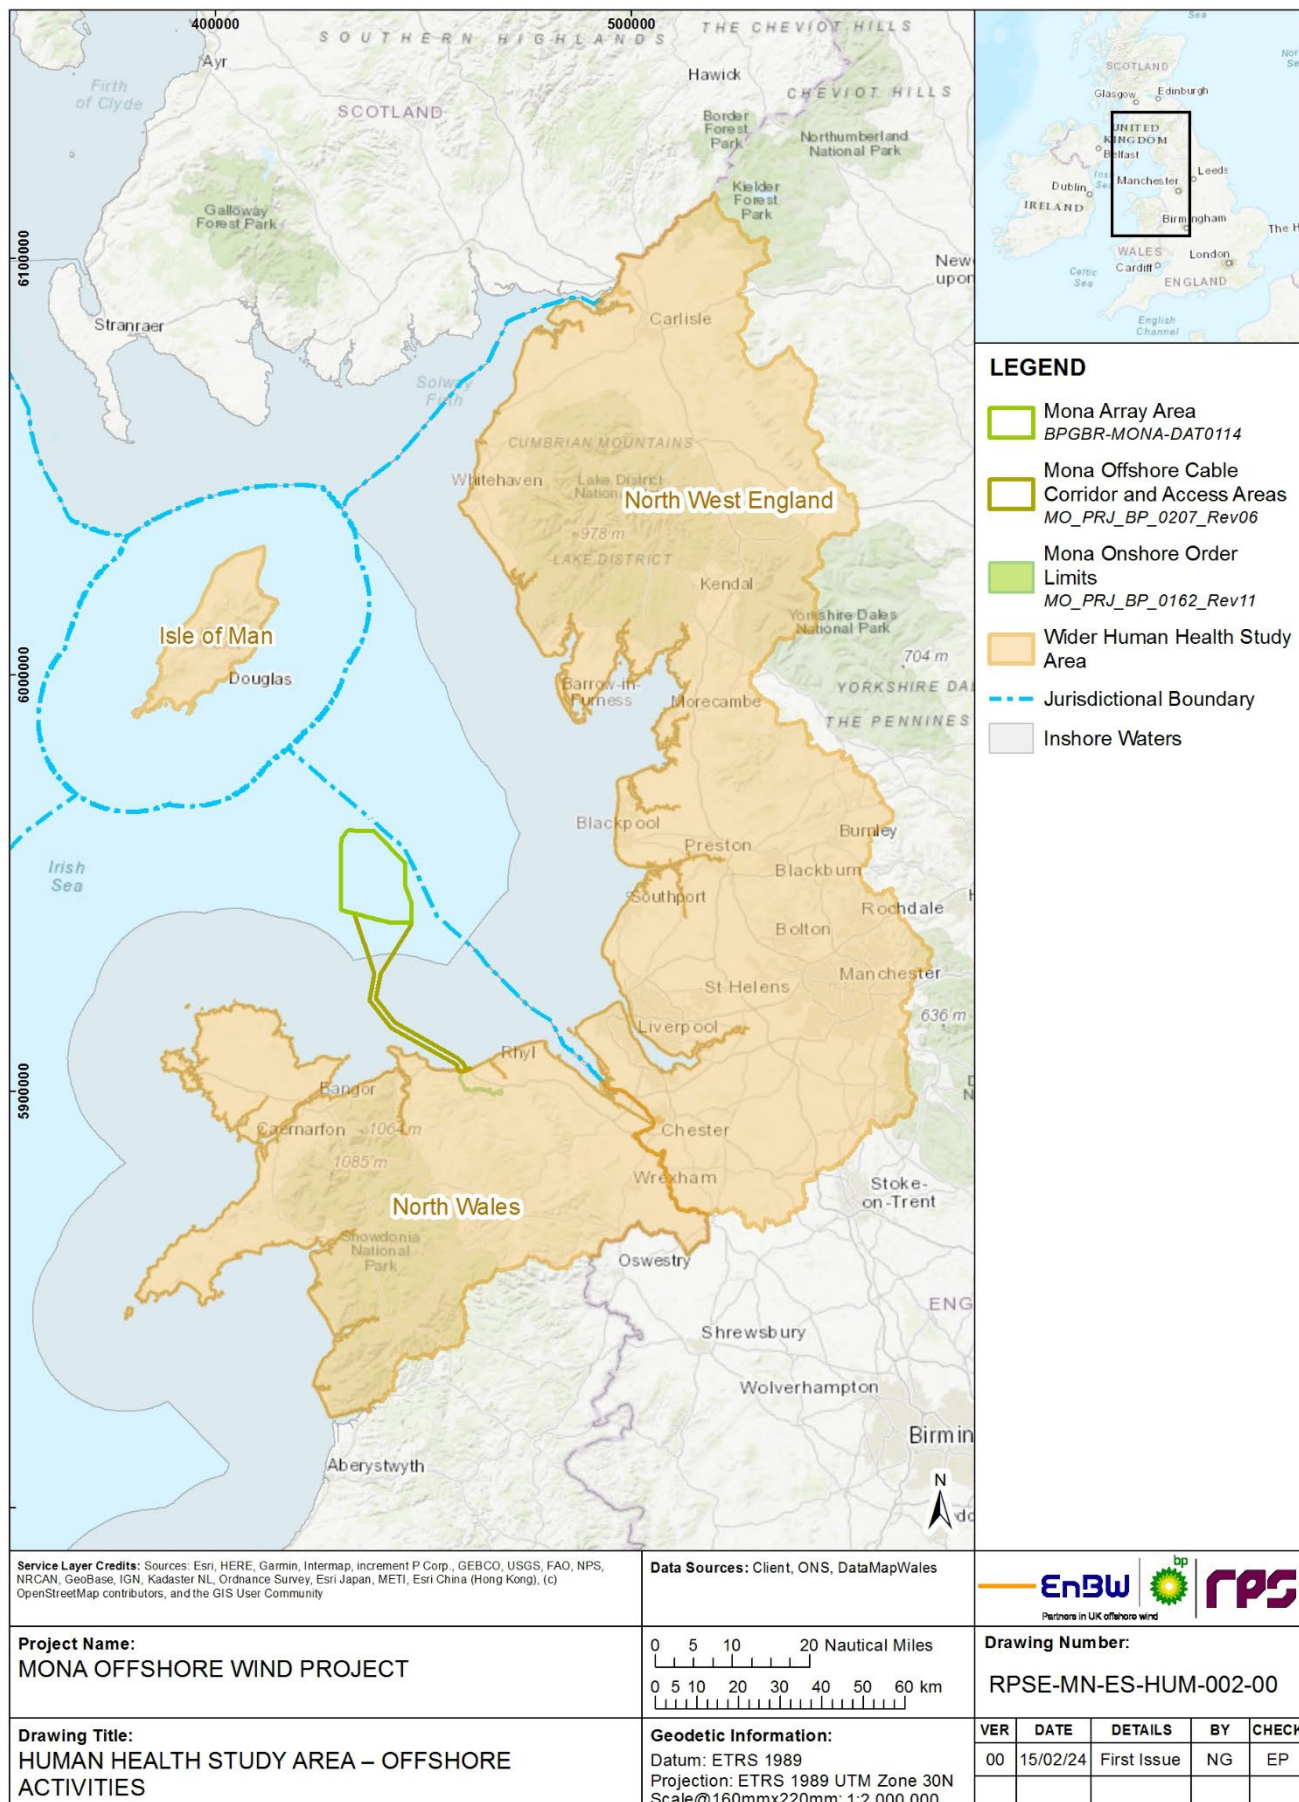 400000
500000
SOUTHERN HIGHLANDS
THE CHEVIOT HILLS
Ayr
Hawick
Firth
of Clyde
CHEVIOT HILLS
SCOTLAND
Border
Forest
Park
Northumberland
National Park
Kielder
Forest
Park
Galloway
Forest Park
6100000
New
upon
Carlisle
Stranraer
Solway
Firth
CUMBRIAN MOUNTAINS
Whitehaven
Lake District
North West England
978 m
LAKE DISTRICT
Kendal
Yorkshire Dales
National Park
Isle of Man
704 m
6000000
Douglas
Barrow-in-
Furness
Morecambe
YORKSHIRE DA
THE PENNINES
Blackpool
Burnley
Preston
Irish
Sea
Blackburn
Southport
Rochdale
Bolton
Manchester
St Helens
636 m
Liverpool
Rhyl
5900000
Bangor
Caernarfon
1064 m
Chester
1085 m
Wrexham
Stoke-
on-Trent
North Wales
Snowdonia
National
Park
Oswestry
ENG
Shrewsbury
Wolverhampton
Birmin
Aberystwyth
N
Sea
SCOTLAND
Glasgow
Edinburgh
UNITED
KINGDOM
Belfast
Leeds
Dublin
Manchester
IRELAND
Birmingham
The H
WALES
London
Cardiff
Celtic
Sea
ENGLAND
English
Channel
LEGEND
Mona Array Area
BPGBR-MONA-DAT0114
Mona Offshore Cable
Corridor and Access Areas
MO_PRJ_BP_0207_Rev06
Mona Onshore Order
Limits
MO_PRJ_BP_0162_Rev11
Wider Human Health Study
Area
Jurisdictional Boundary
Inshore Waters
Service Layer Credits: Sources: Esri, HERE, Garmin, Intermap, increment P Corp., GEBCO, USGS, FAO, NPS,
NRCAN, GeoBase, IGN, Kadaster NL, Ordnance Survey, Esri Japan, METI, Esri China (Hong Kong), (c)
OpenStreetMap contributors, and the GIS User Community
Data Sources: Client, ONS, DataMapWales
EnBW bp rps
Partners in UK offshore wind
Project Name:
MONA OFFSHORE WIND PROJECT
0 5 10 20 Nautical Miles
0 5 10 20 30 40 50 60 km
Drawing Number:
RPSE-MN-ES-HUM-002-00
Drawing Title:
HUMAN HEALTH STUDY AREA – OFFSHORE
ACTIVITIES
Geodetic Information:
Datum: ETRS 1989
Projection: ETRS 1989 UTM Zone 30N
Scale@160mmx220mm: 1:2,000,000
VER DATE DETAILS BY CHECK
00 15/02/24 First Issue NG EP